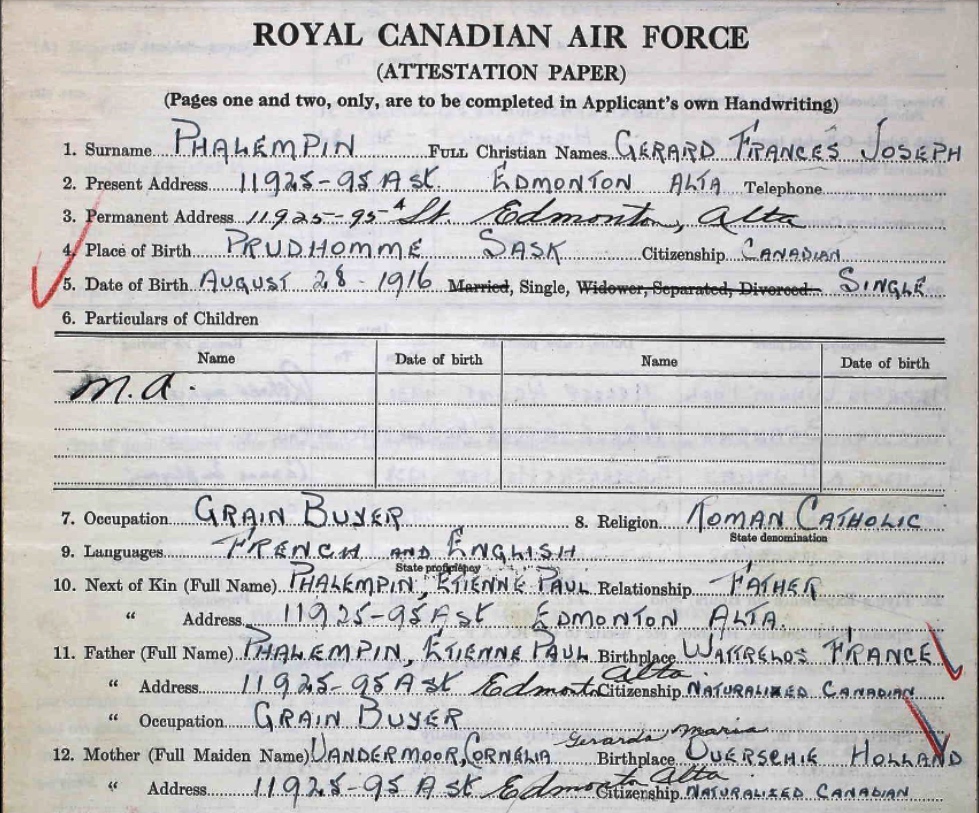 ROYAL CANADIAN AIR FORCE
(ATTESTATION PAPER)
(Pages one and two, only, are to be completed in Applicant's own Handwriting)
1. Surname PHALEMPIN FULL Christian Names GERARD FRANCES JOSEPH
2. Present Address 11925-95 A St. EDMONTON ALTA Telephone
3. Permanent Address 11925-95-A St Edmonton, Alta
4. Place of Birth PRUDHOMME SASK Citizenship CANADIAN
5. Date of Birth AUGUST 28-1916 Married, Single, Widower, Separated, Divorced SINGLE
6. Particulars of Children
Name Date of birth Name Date of birth
n.a.
7. Occupation GRAIN BUYER 8. Religion ROMAN CATHOLIC
State denomination
9. Languages FRENCH AND ENGLISH
State proficiency
10. Next of Kin (Full Name) PHALEMPIN, ETIENNE PAUL Relationship FATHER
" Address 11925-95 A St EDMONTON ALTA.
11. Father (Full Name) PHALEMPIN, ETIENNE PAUL Birthplace WATTRELOS FRANCE
" Address 11925-95 A St Edmonton Alta. Citizenship NATURALIZED CANADIAN
" Occupation GRAIN BUYER
Gerarda Maria
12. Mother (Full Maiden Name) VANDERMOOR, CORNELIA Birthplace OVERSCHIE HOLLAND
" Address 11925-95 A St Edmonton Alta Citizenship NATURALIZED CANADIAN